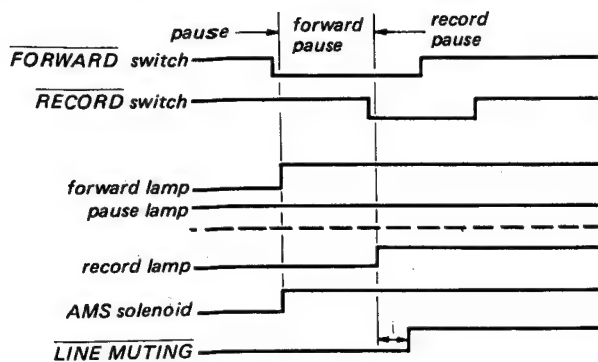 pause
forward
pause
record
pause
FORWARD switch
RECORD switch
forward lamp
pause lamp
record lamp
AMS solenoid
LINE MUTING